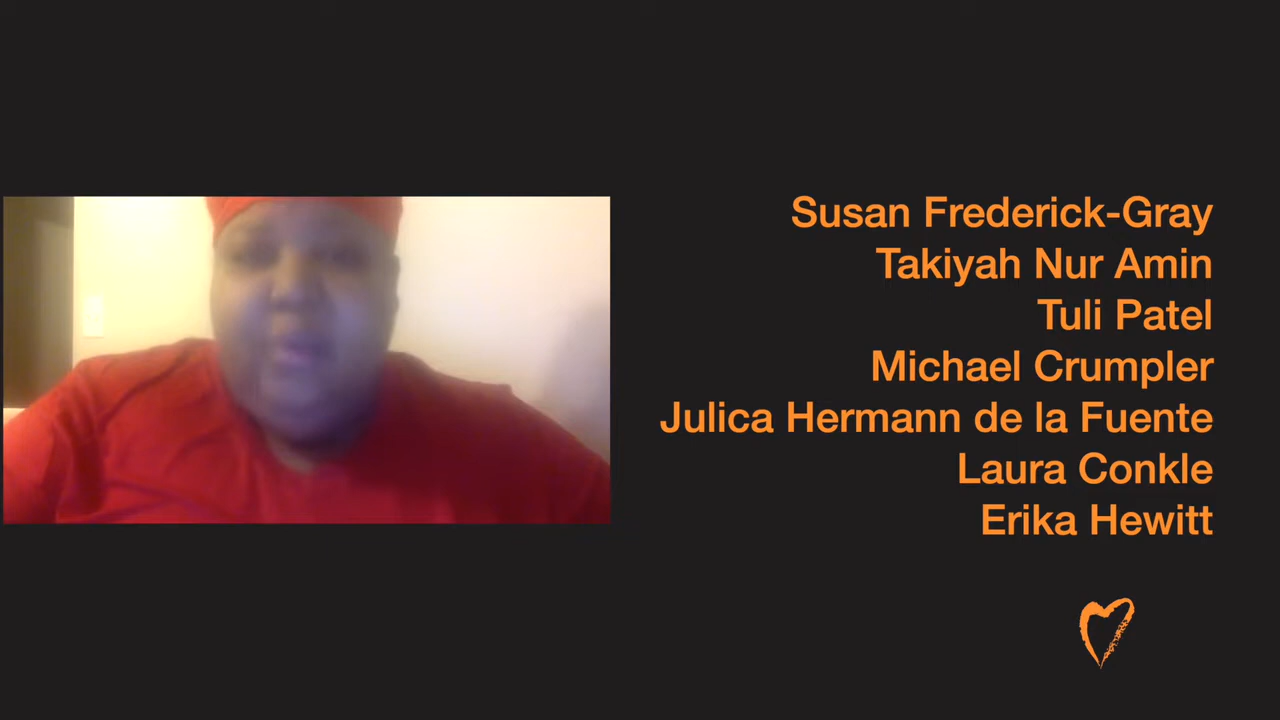 Susan Frederick-Gray
Takiyah Nur Amin
Tuli Patel
Michael Crumpler
Julica Hermann de la Fuente
Laura Conkle
Erika Hewitt